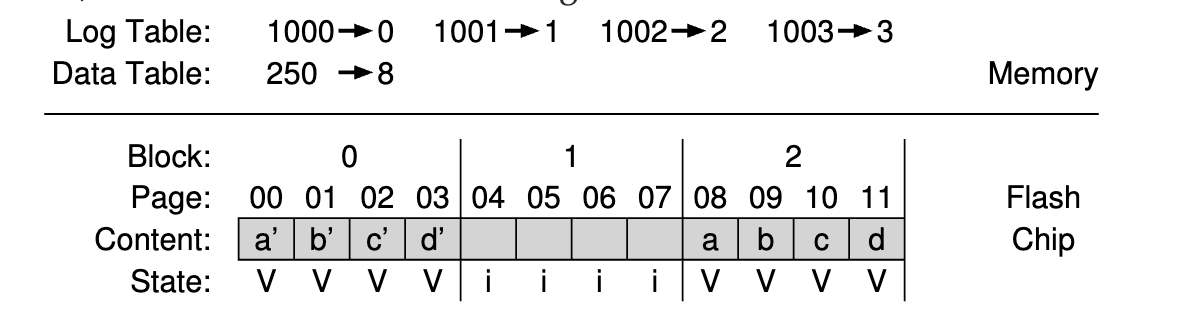 Log Table: 1000→0 1001→1 1002→2 1003→3
Data Table: 250 →8 Memory
Block: 0 1 2
Page: 00 01 02 03 04 05 06 07 08 09 10 11 Flash
Content: a' b' c' d' a b c d Chip
State: V V V V i i i i V V V V